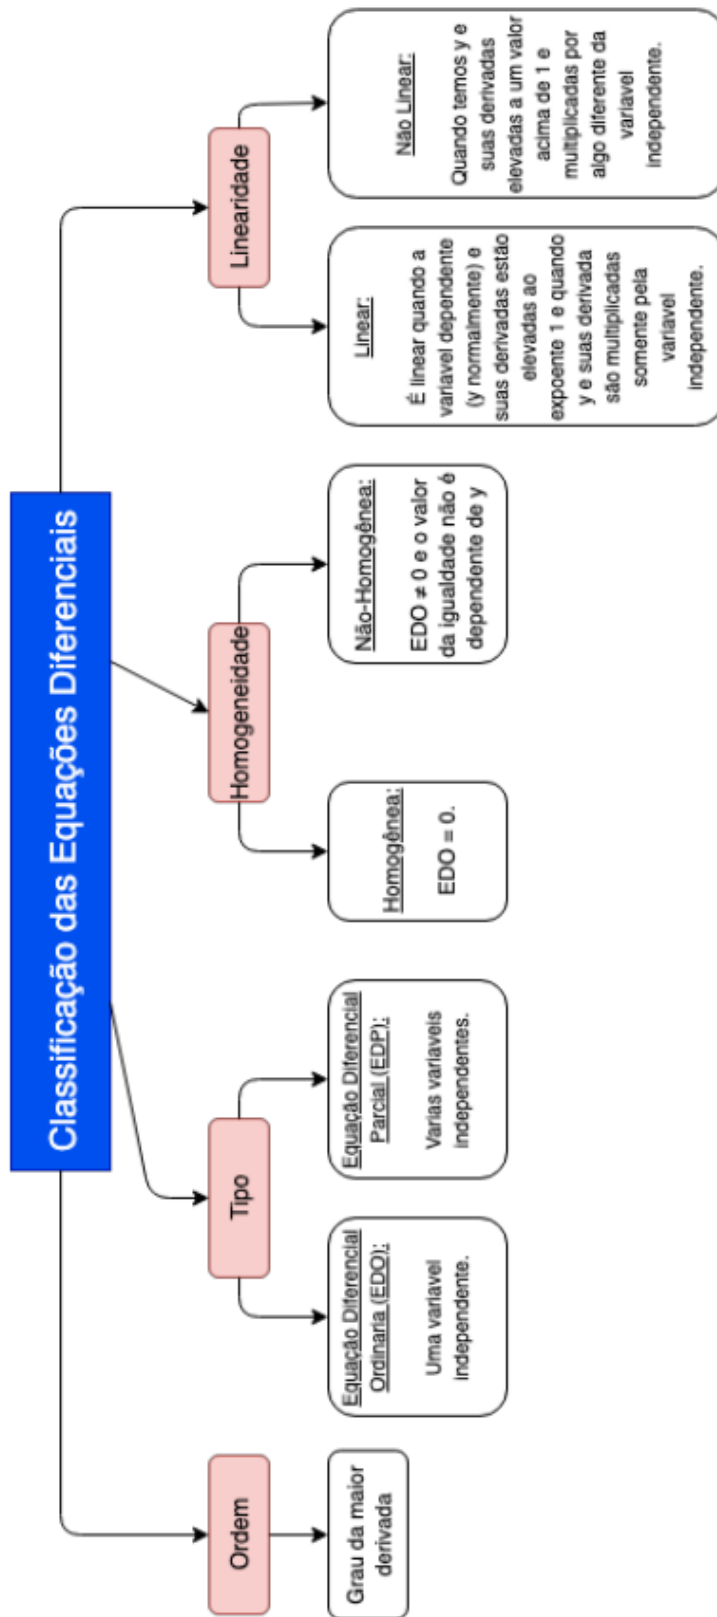 Classificação das Equações Diferenciais
Ordem
Grau da maior
derivada
Tipo
Equação Diferencial
Ordinaria (EDO):
Uma variavel
independente.
Equação Diferencial
Parcial (EDP):
Varias variaveis
independentes.
Homogeneidade
Homogênea:
EDO = 0.
Não-Homogênea:
EDO ≠ 0 e o valor
da igualdade não é
dependente de y
Linearidade
Linear:
É linear quando a
variavel dependente
(y normalmente) e
suas derivadas estão
elevadas ao
expoente 1 e quando
y e suas derivada
são multiplicadas
somente pela
variavel
independente.
Não Linear:
Quando temos y e
suas derivadas
elevadas a um valor
acima de 1 e
multiplicadas por
algo diferente da
variavel
independente.